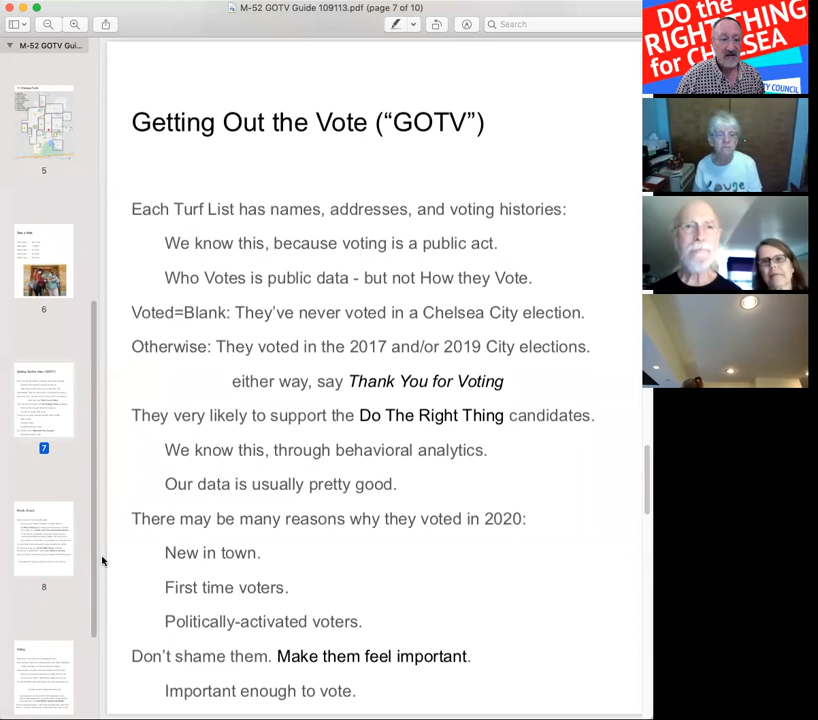 M-52 GOTV Guide 109113.pdf (page 7 of 10)
Search
M-52 GOTV Gui...
5
6
7
8
Getting Out the Vote (“GOTV”)
Each Turf List has names, addresses, and voting histories:
We know this, because voting is a public act.
Who Votes is public data - but not How they Vote.
Voted=Blank: They’ve never voted in a Chelsea City election.
Otherwise: They voted in the 2017 and/or 2019 City elections.
either way, say Thank You for Voting
They very likely to support the Do The Right Thing candidates.
We know this, through behavioral analytics.
Our data is usually pretty good.
There may be many reasons why they voted in 2020:
New in town.
First time voters.
Politically-activated voters.
Don’t shame them. Make them feel important.
Important enough to vote.
DO the
RIGHT THING
for CHELSEA
CITY COUNCIL